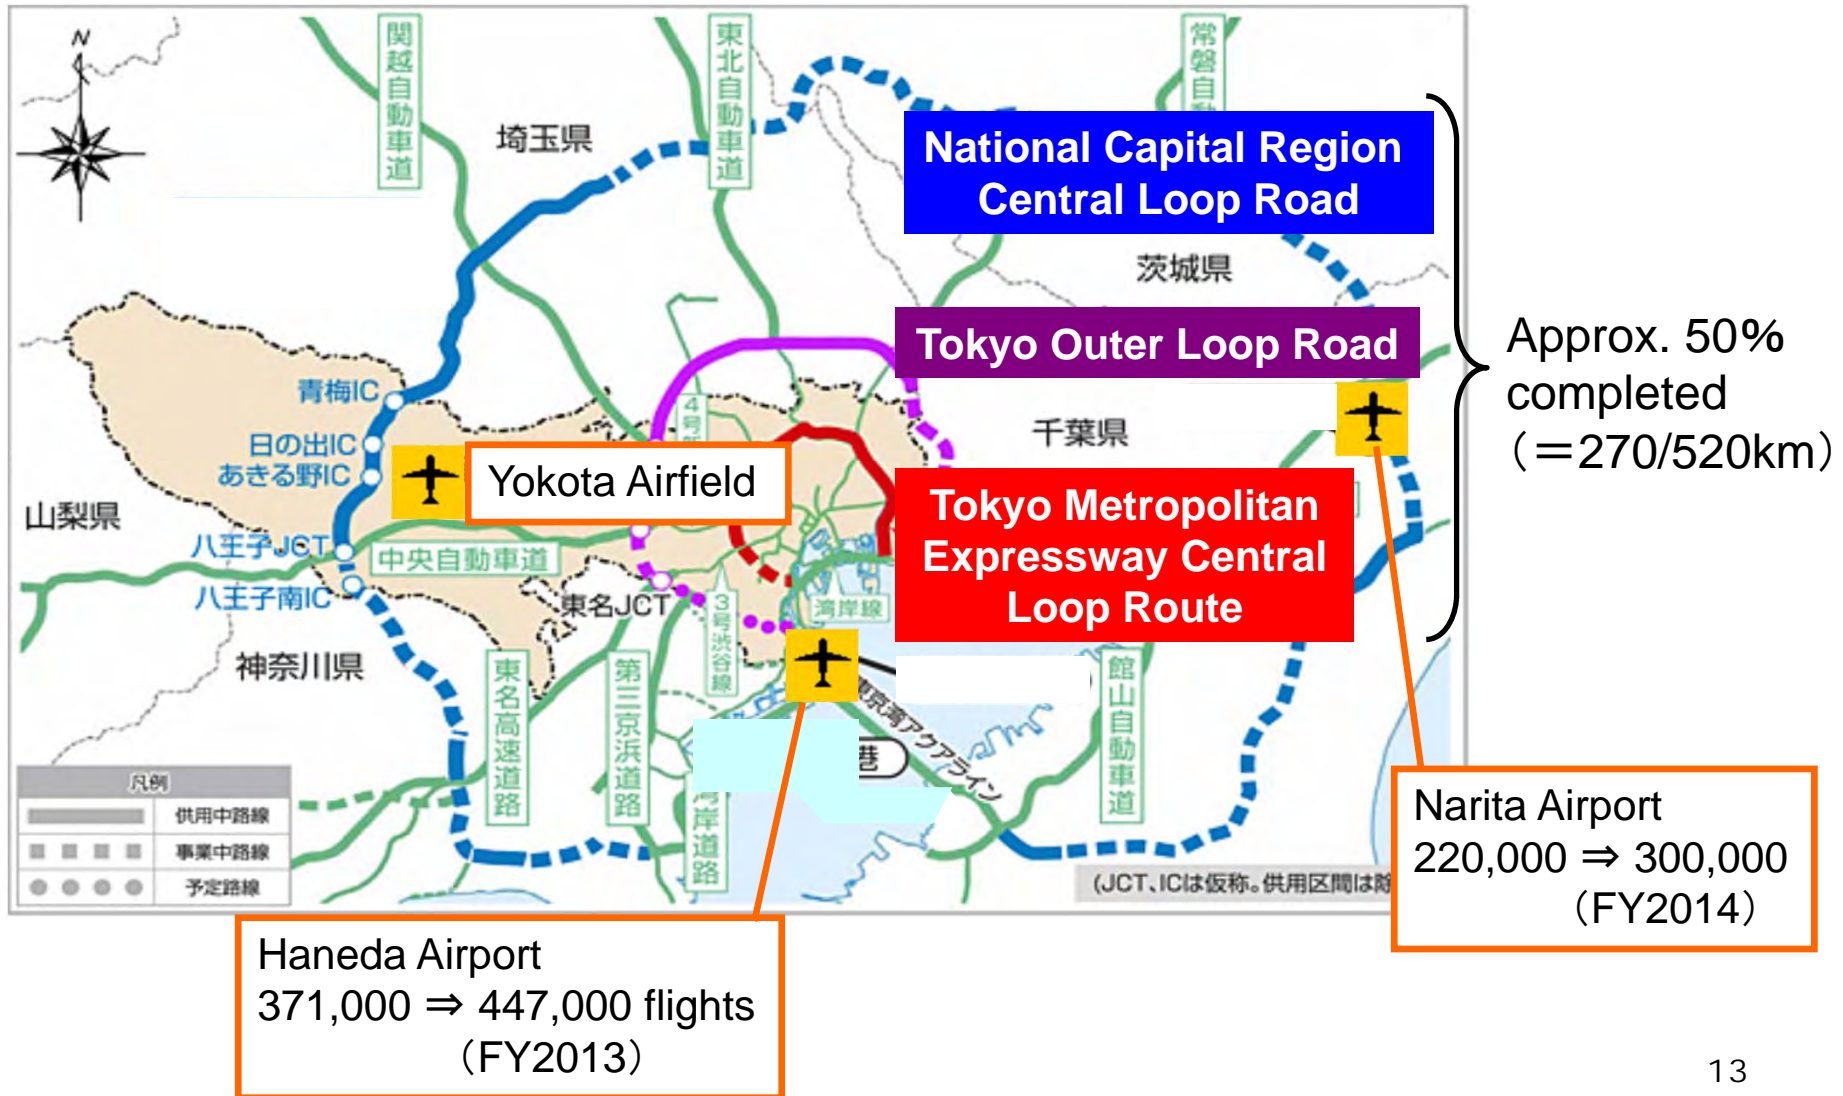 N
関越自動車道
東北自動車道
常磐自動
埼玉県
National Capital Region
Central Loop Road
茨城県
Tokyo Outer Loop Road
Approx. 50%
completed
(＝270/520km)
青梅IC
4号
千葉県
日の出IC
あきる野IC
Yokota Airfield
Tokyo Metropolitan
Expressway Central
Loop Route
山梨県
八王子JCT
中央自動車道
八王子南IC
東名JCT
3号渋谷線
湾岸線
神奈川県
東名高速道路
第三京浜道路
館山自動車道
東京湾アクアライン
港
湾岸道路
凡例
供用中路線
事業中路線
予定路線
(JCT、ICは仮称。供用区間は除
Narita Airport
220,000 ⇒ 300,000
(FY2014)
Haneda Airport
371,000 ⇒ 447,000 flights
(FY2013)
13